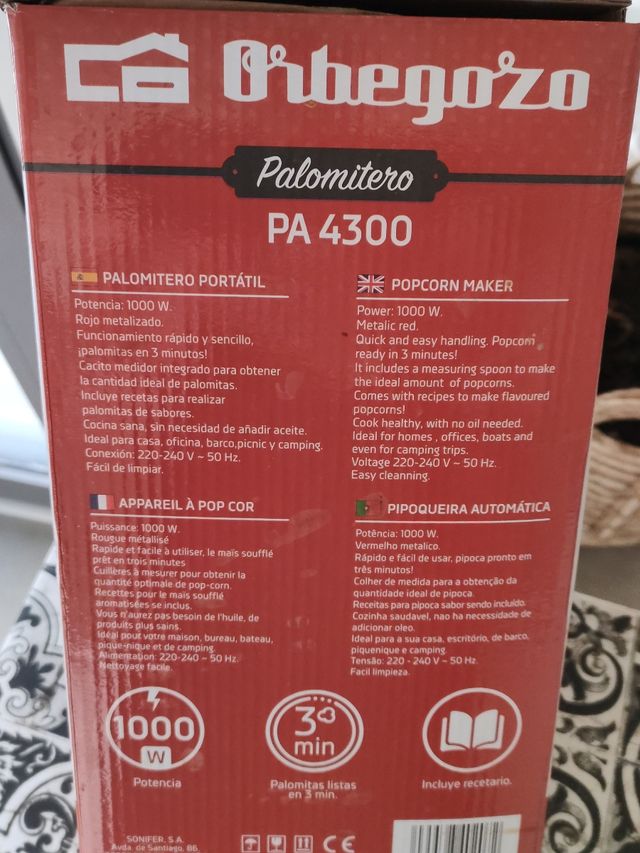 Orbegozo
Palomitero
PA 4300
PALOMITERO PORTÁTIL
Potencia: 1000 W.
Rojo metalizado.
Funcionamiento rápido y sencillo,
¡palomitas en 3 minutos!
Cacito medidor integrado para obtener
la cantidad ideal de palomitas.
Incluye recetas para realizar
palomitas de sabores.
Cocina sana, sin necesidad de añadir aceite.
Ideal para casa, oficina, barco,picnic y camping.
Conexión: 220-240 V ~ 50 Hz.
Fácil de limpiar.
POPCORN MAKER
Power: 1000 W.
Metalic red.
Quick and easy handling. Popcorn
ready in 3 minutes!
It includes a measuring spoon to make
the ideal amount of popcorns.
Comes with recipes to make flavoured
popcorns!
Cook healthy, with no oil needed.
Ideal for homes , offices, boats and
even for camping trips.
Voltage 220-240 V ~ 50 Hz.
Easy cleanning.
APPAREIL À POP COR
Puissance: 1000 W.
Rougue métallisé
Rapide et facile à utiliser, le maïs soufflé
prêt en trois minutes
Cuillères à mesurer pour obtenir la
quantité optimale de pop-corn.
Recettes pour le maïs soufflé
aromatisées se inclus.
Vous n'aurez pas besoin de l'huile, de
produits plus sains.
Idéal pour votre maison, bureau, bateau,
pique-nique et de camping.
Alimentation: 220-240 ~ 50 Hz.
Nettoyage facile.
PIPOQUEIRA AUTOMÁTICA
Potência: 1000 W.
Vermelho metalico.
Rápido e fácil de usar, pipoca pronto em
três minutos!
Colher de medida para a obtenção da
quantidade ideal de pipoca.
Receitas para pipoca sabor sendo incluído.
Cozinha saudavel, nao ha necessidade de
adicionar oleo.
Ideal para a sua casa, escritório, de barco,
piquenique e camping.
Tensão: 220 - 240 V ~ 50 Hz.
Facil limpieza.
1000
W
Potencia
3
min
Palomitas listas
en 3 min.
Incluye recetario.
SONIFER, S.A.
Avda. de Santiago, 86
CE